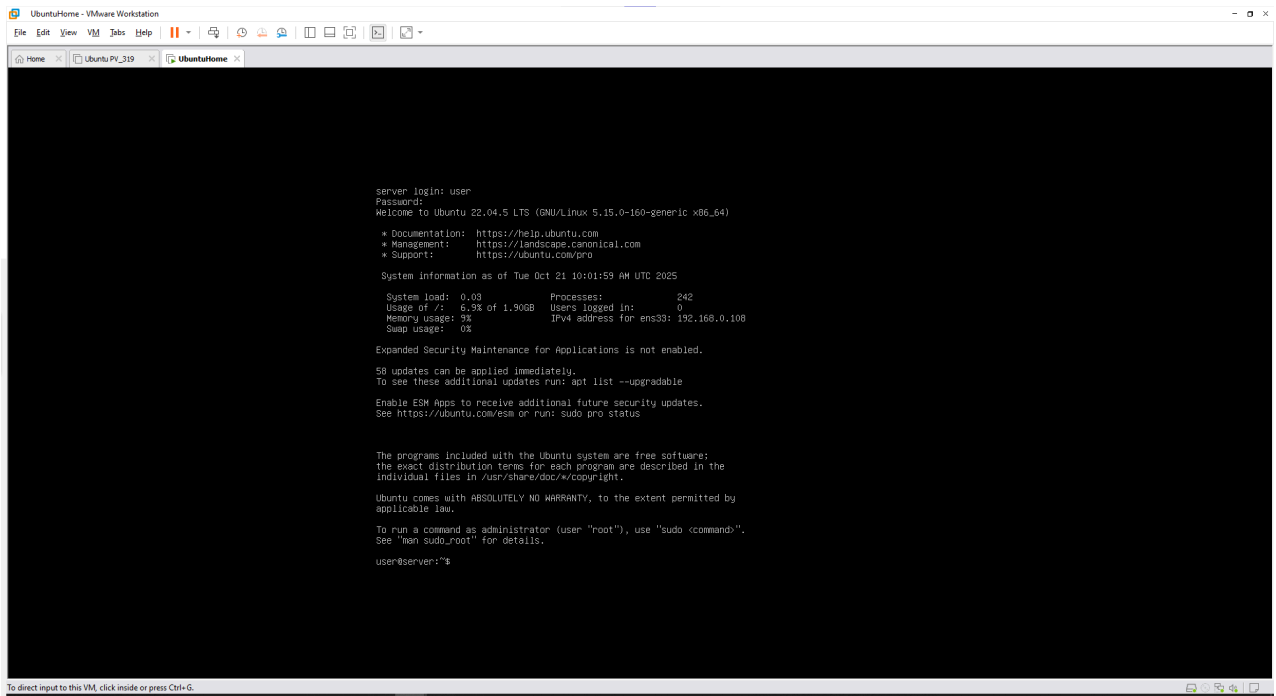 UbuntuHome - VMware Workstation
File Edit View VM Tabs Help
Home Ubuntu PV_319 UbuntuHome
server login: user
Password:
Welcome to Ubuntu 22.04.5 LTS (GNU/Linux 5.15.0-160-generic x86_64)
* Documentation: https://help.ubuntu.com
* Management: https://landscape.canonical.com
* Support: https://ubuntu.com/pro
System information as of Tue Oct 21 10:01:59 AM UTC 2025
System load: 0.03 Processes: 242
Usage of /: 6.9% of 1.90GB Users logged in: 0
Memory usage: 9% IPv4 address for ens33: 192.168.0.108
Swap usage: 0%
Expanded Security Maintenance for Applications is not enabled.
58 updates can be applied immediately.
To see these additional updates run: apt list --upgradable
Enable ESM Apps to receive additional future security updates.
See https://ubuntu.com/esm or run: sudo pro status
The programs included with the Ubuntu system are free software;
the exact distribution terms for each program are described in the
individual files in /usr/share/doc/*/copyright.
Ubuntu comes with ABSOLUTELY NO WARRANTY, to the extent permitted by
applicable law.
To run a command as administrator (user "root"), use "sudo <command>".
See "man sudo_root" for details.
user@server:~$
To direct input to this VM, click inside or press Ctrl+G.